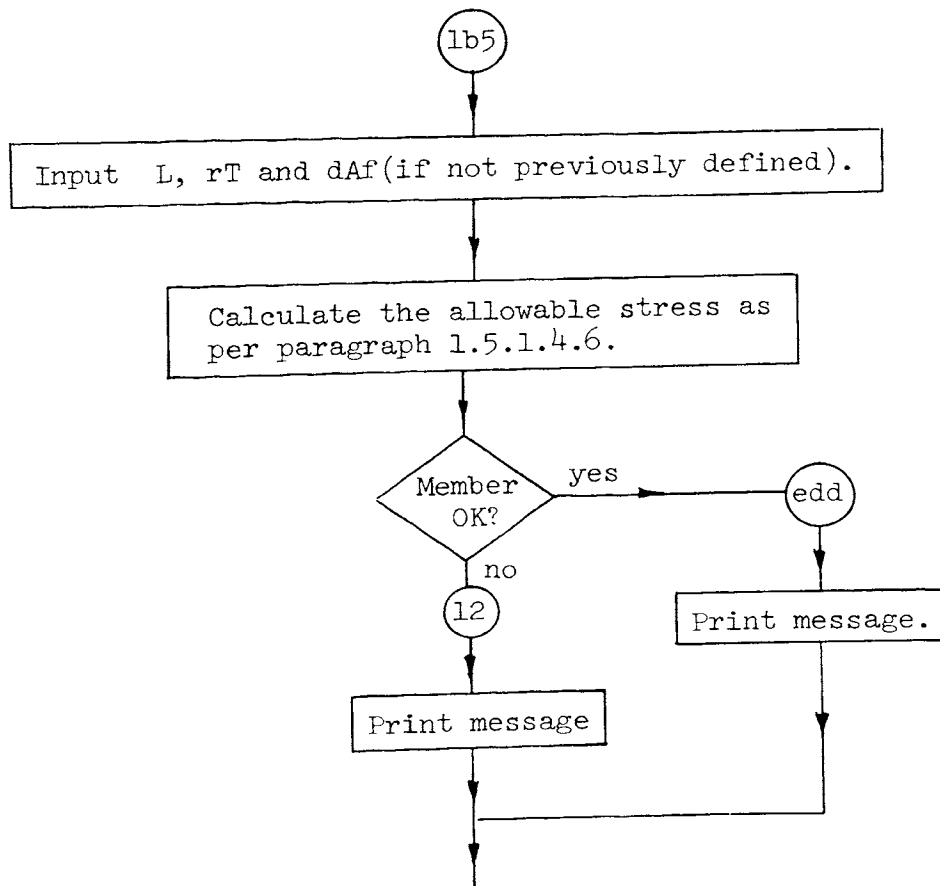 lb5
Input L, rT and dAf(if not previously defined).
Calculate the allowable stress as
per paragraph 1.5.1.4.6.
Member
OK?
yes
edd
no
12
Print message.
Print message